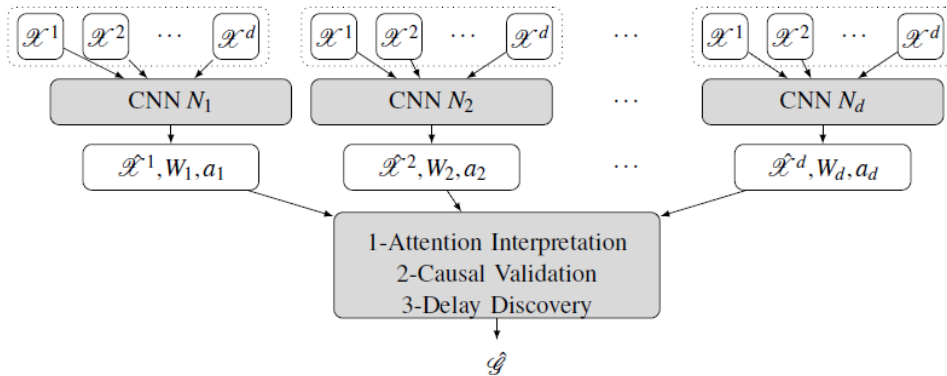 𝒳¹ 𝒳² ⋯ 𝒳ᵈ 𝒳¹ 𝒳² ⋯ 𝒳ᵈ ⋯ 𝒳¹ 𝒳² ⋯ 𝒳ᵈ
CNN N₁ CNN N₂ ⋯ CNN N_d
𝒳̂¹, W₁, a₁ 𝒳̂², W₂, a₂ ⋯ 𝒳̂ᵈ, W_d, a_d
1-Attention Interpretation
2-Causal Validation
3-Delay Discovery
𝒢̂